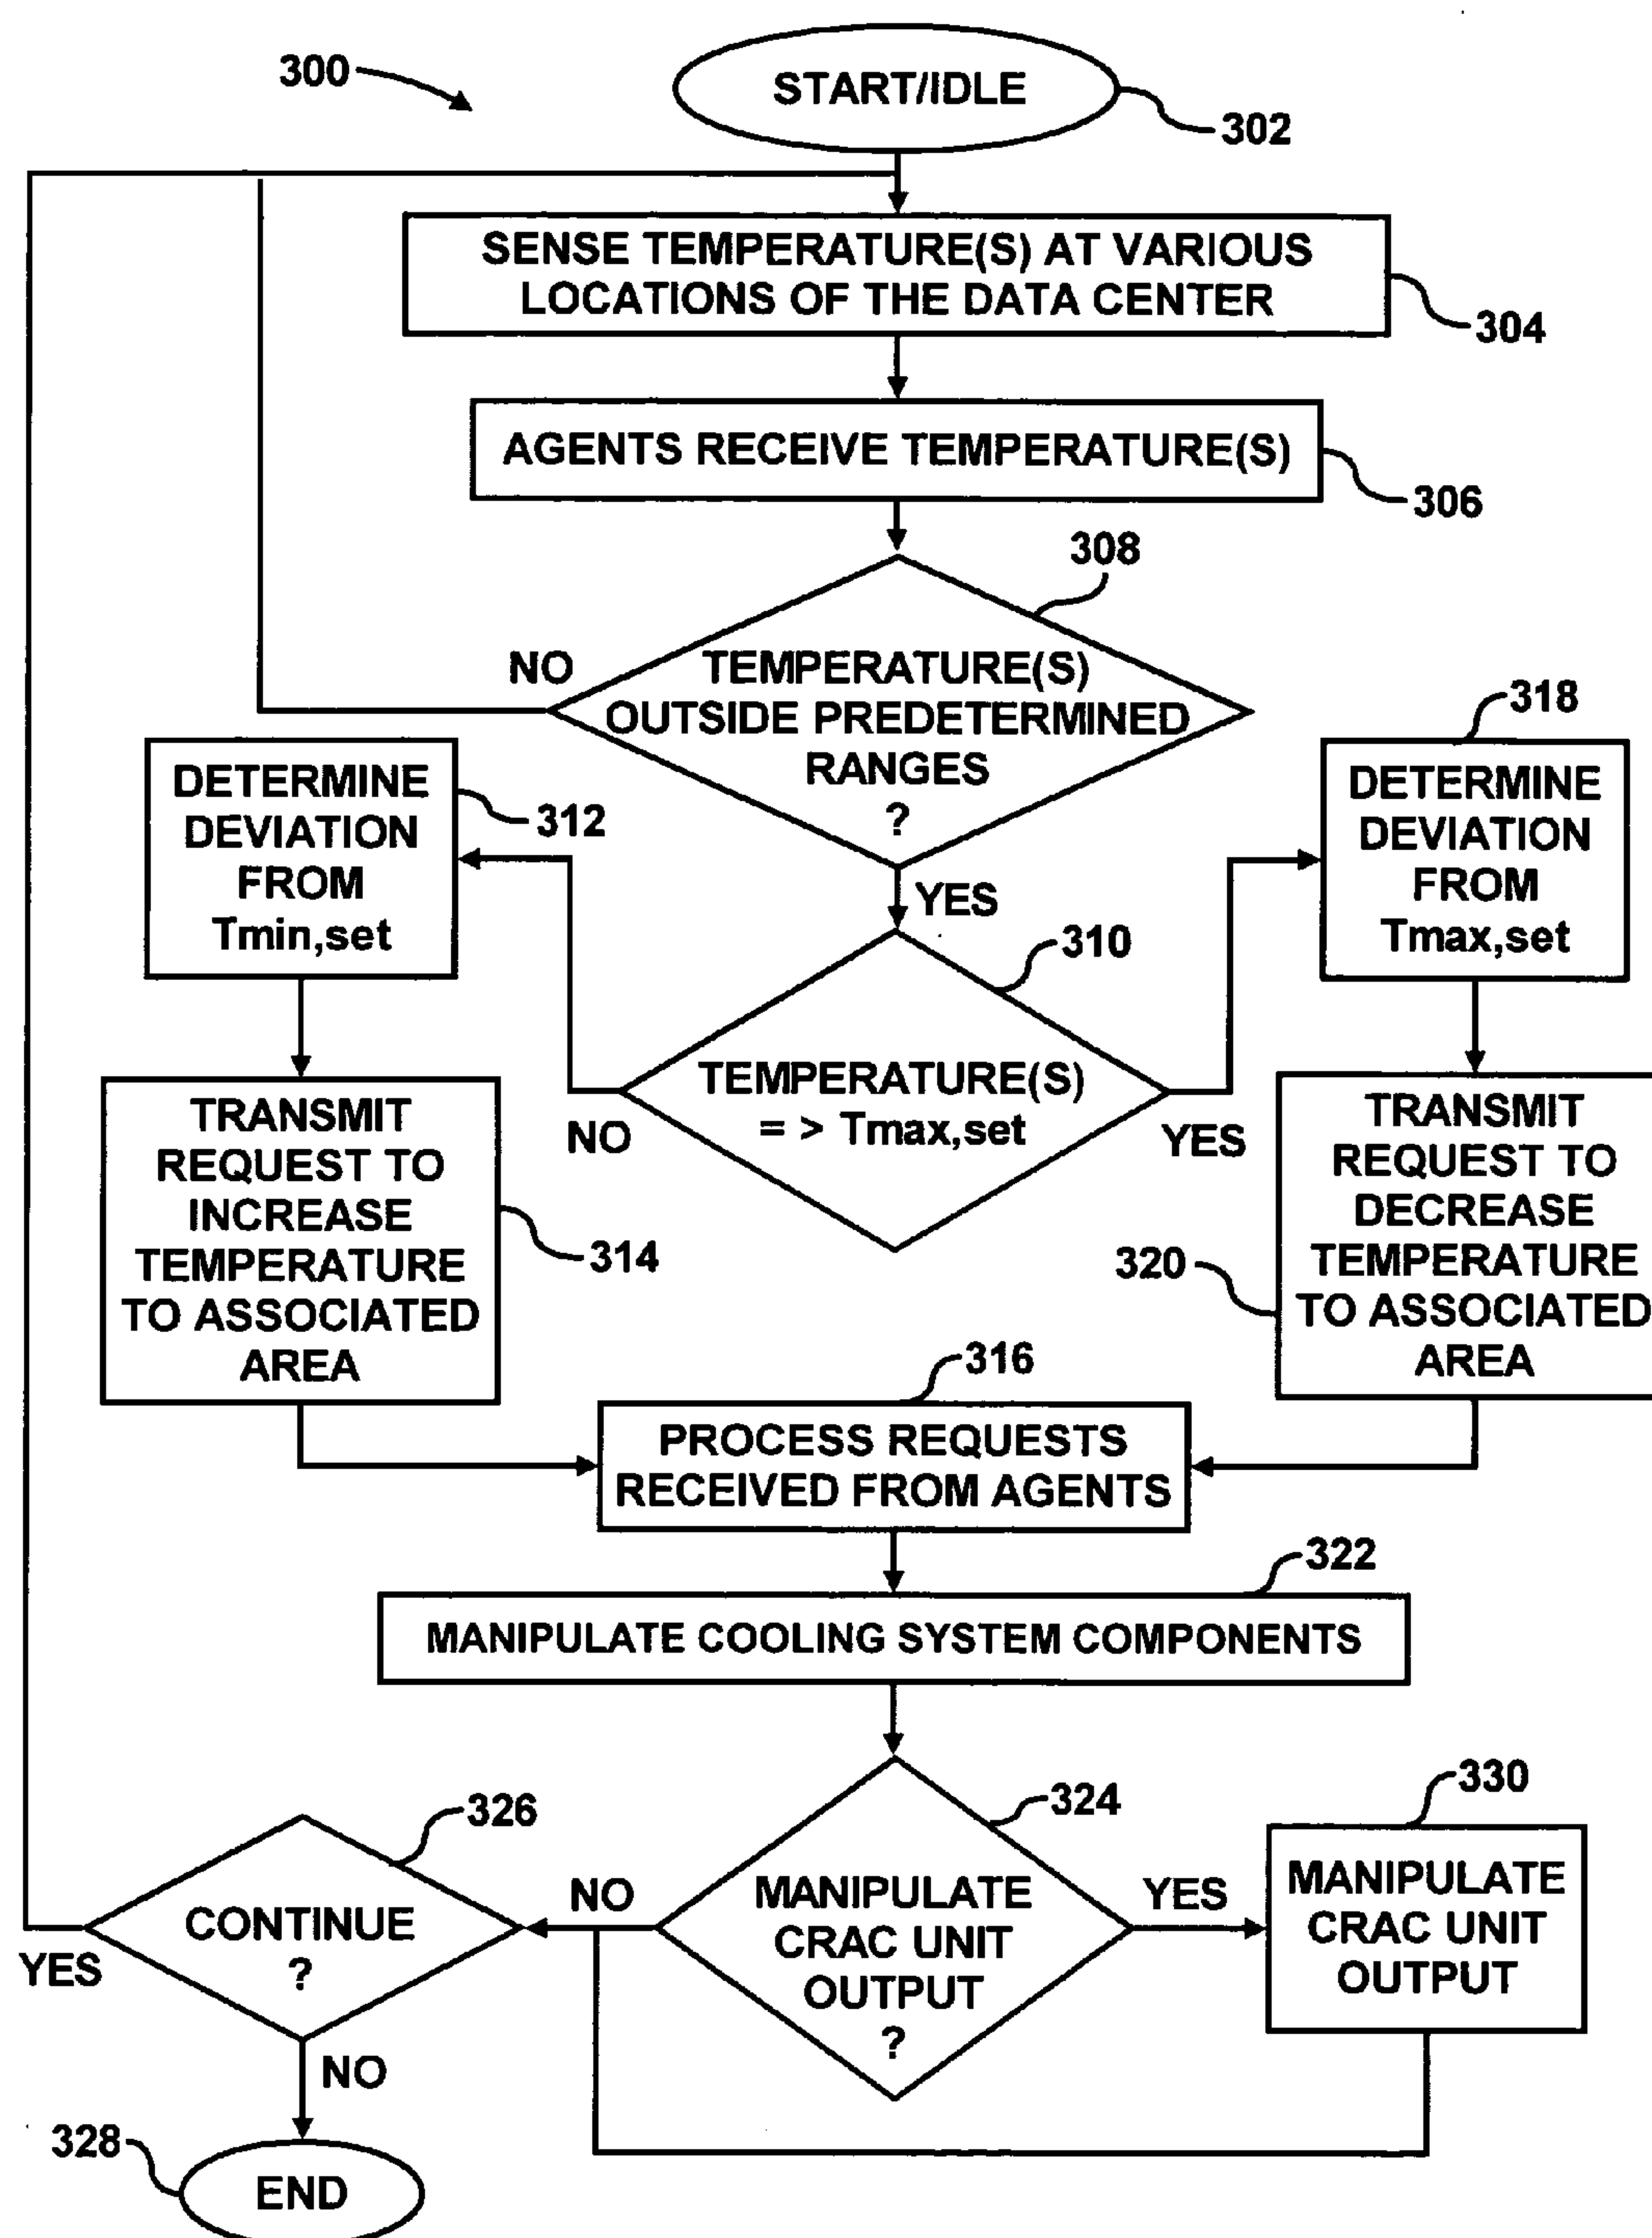 300
START/IDLE
302
SENSE TEMPERATURE(S) AT VARIOUS
LOCATIONS OF THE DATA CENTER
304
AGENTS RECEIVE TEMPERATURE(S)
306
308
NO
TEMPERATURE(S)
OUTSIDE PREDETERMINED
RANGES
?
YES
312
DETERMINE
DEVIATION
FROM
Tmin,set
318
DETERMINE
DEVIATION
FROM
Tmax,set
310
TEMPERATURE(S)
= > Tmax,set
NO
YES
TRANSMIT
REQUEST TO
INCREASE
TEMPERATURE
TO ASSOCIATED
AREA
314
320
TRANSMIT
REQUEST TO
DECREASE
TEMPERATURE
TO ASSOCIATED
AREA
316
PROCESS REQUESTS
RECEIVED FROM AGENTS
322
MANIPULATE COOLING SYSTEM COMPONENTS
324
MANIPULATE
CRAC UNIT
OUTPUT
?
NO
YES
330
MANIPULATE
CRAC UNIT
OUTPUT
326
CONTINUE
?
YES
NO
328
END